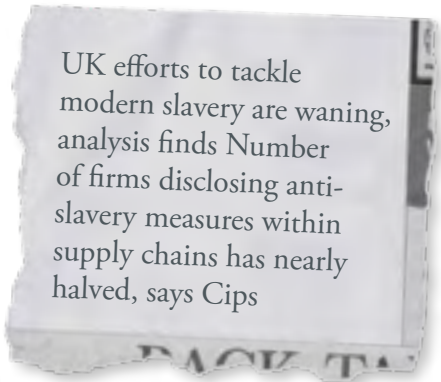 UK efforts to tackle
modern slavery are waning,
analysis finds Number
of firms disclosing anti-
slavery measures within
supply chains has nearly
halved, says Cips